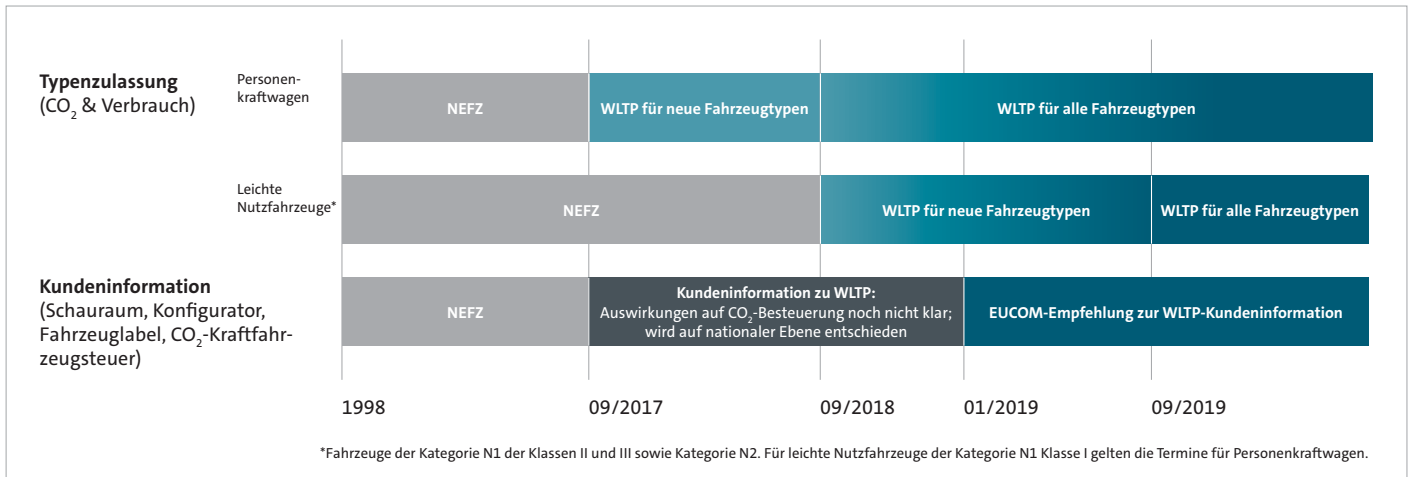 Typenzulassung
(CO₂ & Verbrauch)
Personen-
kraftwagen
NEFZ
WLTP für neue Fahrzeugtypen
WLTP für alle Fahrzeugtypen
Leichte
Nutzfahrzeuge*
NEFZ
WLTP für neue Fahrzeugtypen
WLTP für alle Fahrzeugtypen
Kundeninformation
(Schauraum, Konfigurator,
Fahrzeuglabel, CO₂-Kraftfahr-
zeugsteuer)
NEFZ
Kundeninformation zu WLTP:
Auswirkungen auf CO₂-Besteuerung noch nicht klar;
wird auf nationaler Ebene entschieden
EUCOM-Empfehlung zur WLTP-Kundeninformation
1998
09/2017
09/2018
01/2019
09/2019
*Fahrzeuge der Kategorie N1 der Klassen II und III sowie Kategorie N2. Für leichte Nutzfahrzeuge der Kategorie N1 Klasse I gelten die Termine für Personenkraftwagen.